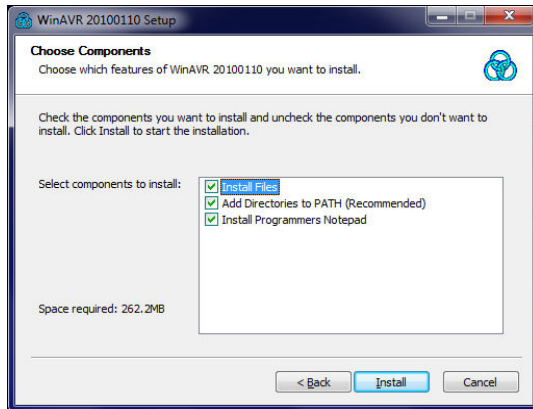 WinAVR 20100110 Setup
Choose Components
Choose which features of WinAVR 20100110 you want to install.
Check the components you want to install and uncheck the components you don't want to
install. Click Install to start the installation.
Select components to install:
Install Files
Add Directories to PATH (Recommended)
Install Programmers Notepad
Space required: 262.2MB
< Back
Install
Cancel